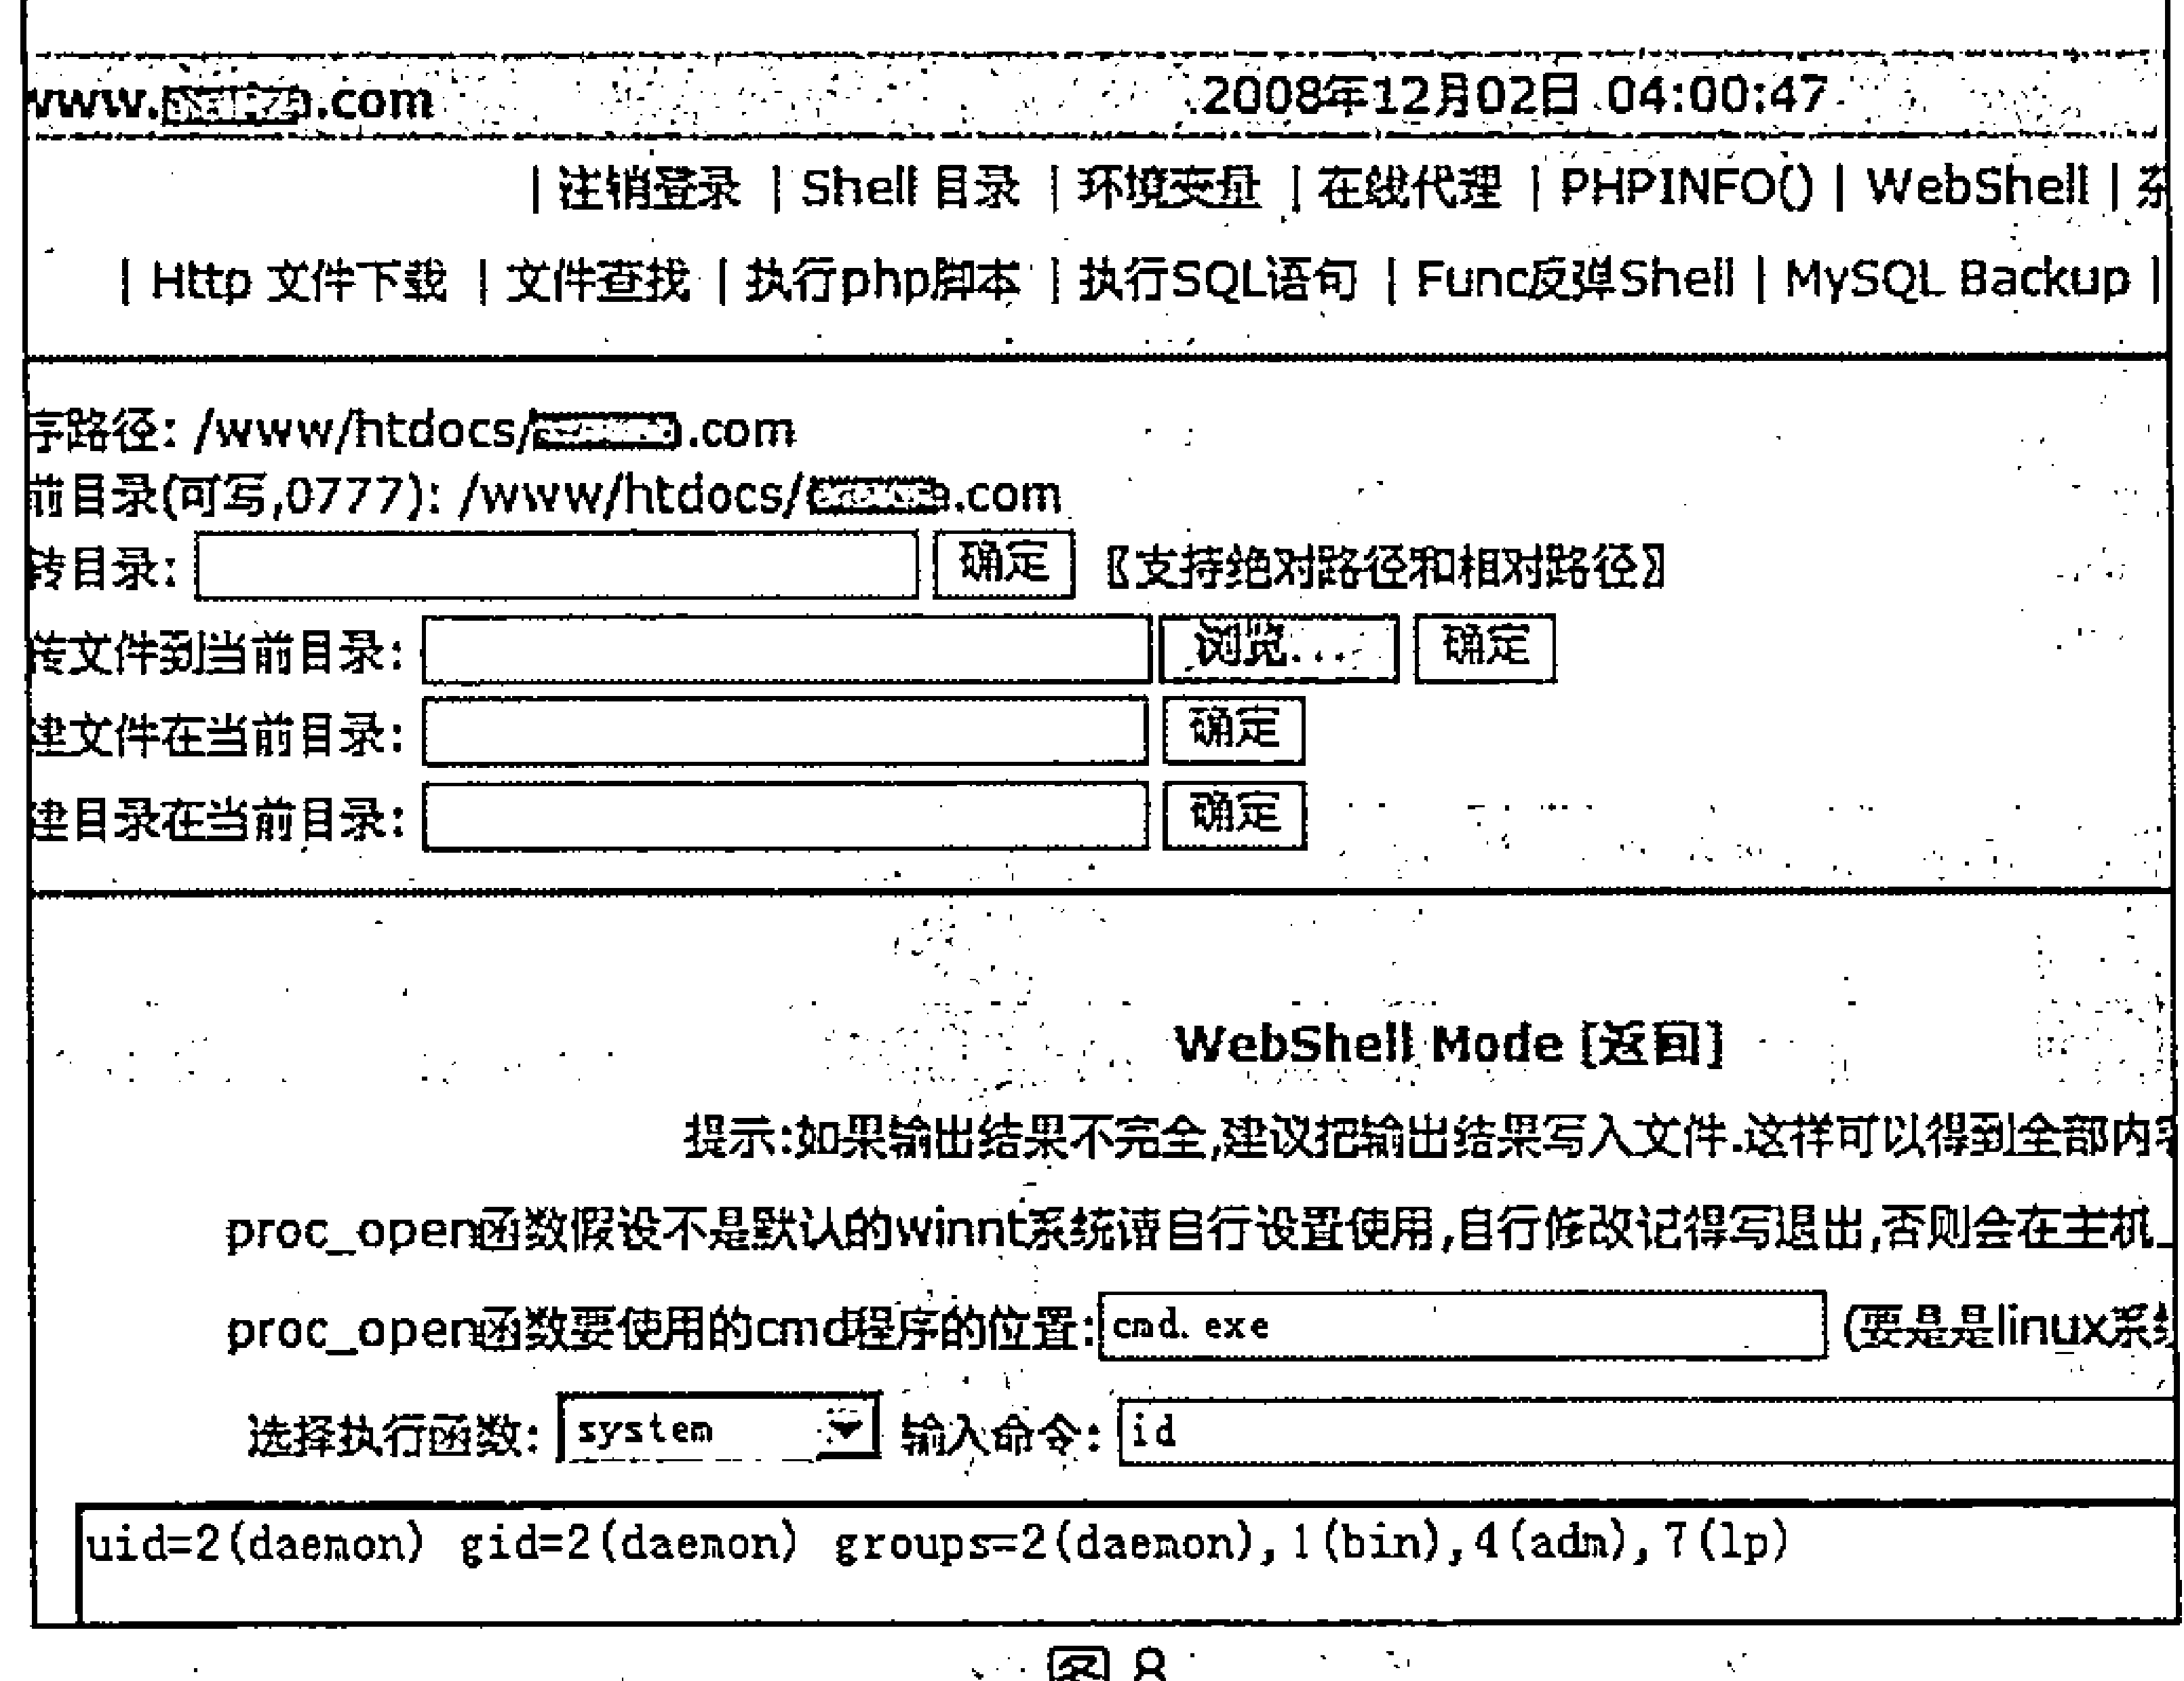 www. .com 2008年12月02日 04:00:47
| 注销登录 | Shell 目录 | 环境变量 | 在线代理 | PHPINFO() | WebShell |
| Http 文件下载 | 文件查找 | 执行php脚本 | 执行SQL语句 | Func反弹Shell | MySQL Backup |
序路径: /www/htdocs/ .com
前目录(可写,0777): /www/htdocs/ .com
转目录: 确定 〖支持绝对路径和相对路径〗
传文件到当前目录: 浏览... 确定
建文件在当前目录: 确定
建目录在当前目录: 确定
WebShell Mode [返回]
提示:如果输出结果不完全,建议把输出结果写入文件.这样可以得到全部内容
proc_open函数假设不是默认的winnt系统请自行设置使用,自行修改记得写退出,否则会在主机上
proc_open函数要使用的cmd程序的位置: cmd.exe (要是是linux系统
选择执行函数: system 输入命令: id
uid=2(daemon) gid=2(daemon) groups=2(daemon),1(bin),4(adm),7(lp)
图 8